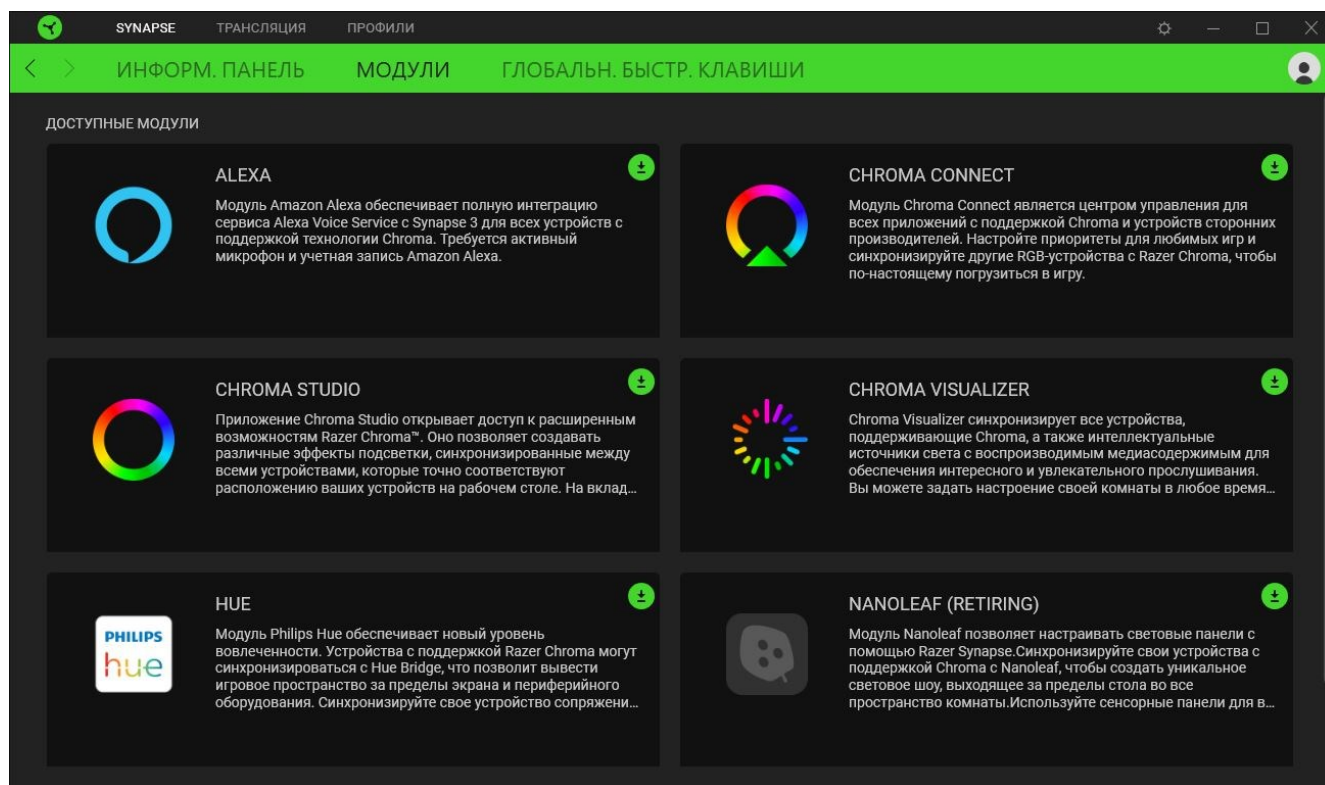 SYNAPSE ТРАНСЛЯЦИЯ ПРОФИЛИ
ИНФОРМ. ПАНЕЛЬ МОДУЛИ ГЛОБАЛЬН. БЫСТР. КЛАВИШИ
ДОСТУПНЫЕ МОДУЛИ
ALEXA
Модуль Amazon Alexa обеспечивает полную интеграцию
сервиса Alexa Voice Service с Synapse 3 для всех устройств с
поддержкой технологии Chroma. Требуется активный
микрофон и учетная запись Amazon Alexa.
CHROMA CONNECT
Модуль Chroma Connect является центром управления для
всех приложений с поддержкой Chroma и устройств сторонних
производителей. Настройте приоритеты для любимых игр и
синхронизируйте другие RGB-устройства с Razer Chroma, чтобы
по-настоящему погрузиться в игру.
CHROMA STUDIO
Приложение Chroma Studio открывает доступ к расширенным
возможностям Razer Chroma™. Оно позволяет создавать
различные эффекты подсветки, синхронизированные между
всеми устройствами, которые точно соответствуют
расположению ваших устройств на рабочем столе. На вклад...
CHROMA VISUALIZER
Chroma Visualizer синхронизирует все устройства,
поддерживающие Chroma, а также интеллектуальные
источники света с воспроизводимым медиасодержимым для
обеспечения интересного и увлекательного прослушивания.
Вы можете задать настроение своей комнаты в любое время...
PHILIPS
hue
HUE
Модуль Philips Hue обеспечивает новый уровень
вовлеченности. Устройства с поддержкой Razer Chroma могут
синхронизироваться с Hue Bridge, что позволит вывести
игровое пространство за пределы экрана и периферийного
оборудования. Синхронизируйте свое устройство сопряжени...
NANOLEAF (RETIRING)
Модуль Nanoleaf позволяет настраивать световые панели с
помощью Razer Synapse.Синхронизируйте свои устройства с
поддержкой Chroma с Nanoleaf, чтобы создать уникальное
световое шоу, выходящее за пределы стола во все
пространство комнаты.Используйте сенсорные панели для в...